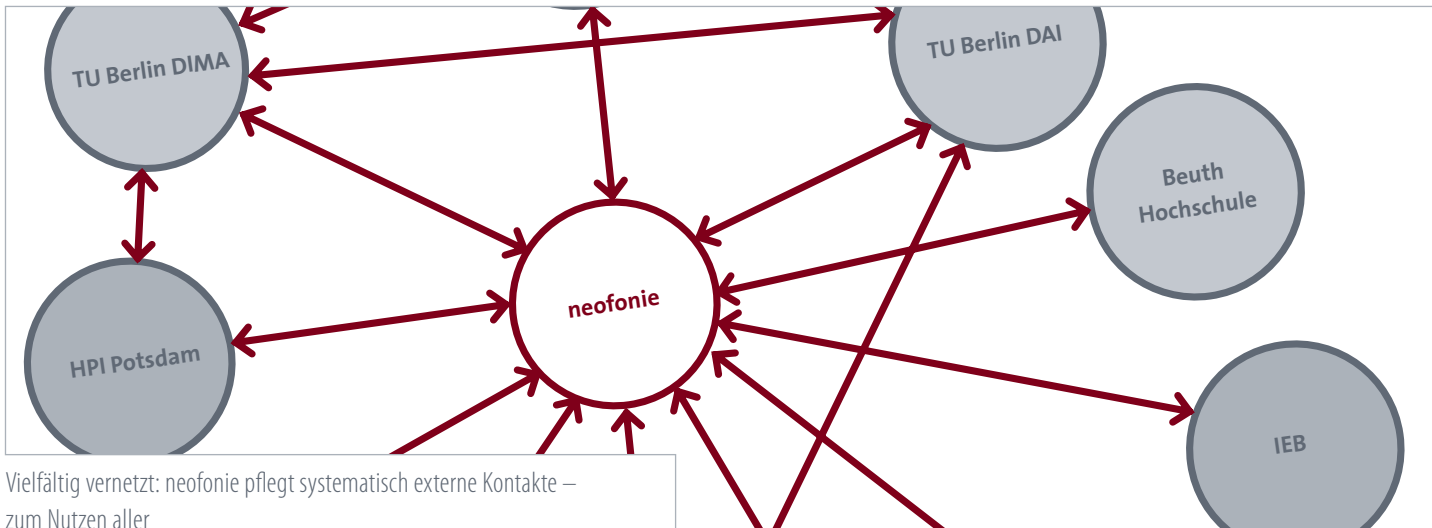 TU Berlin DIMA
TU Berlin DAI
Beuth
Hochschule
neofonie
HPI Potsdam
IEB
Vielfältig vernetzt: neofonie pflegt systematisch externe Kontakte –
zum Nutzen aller